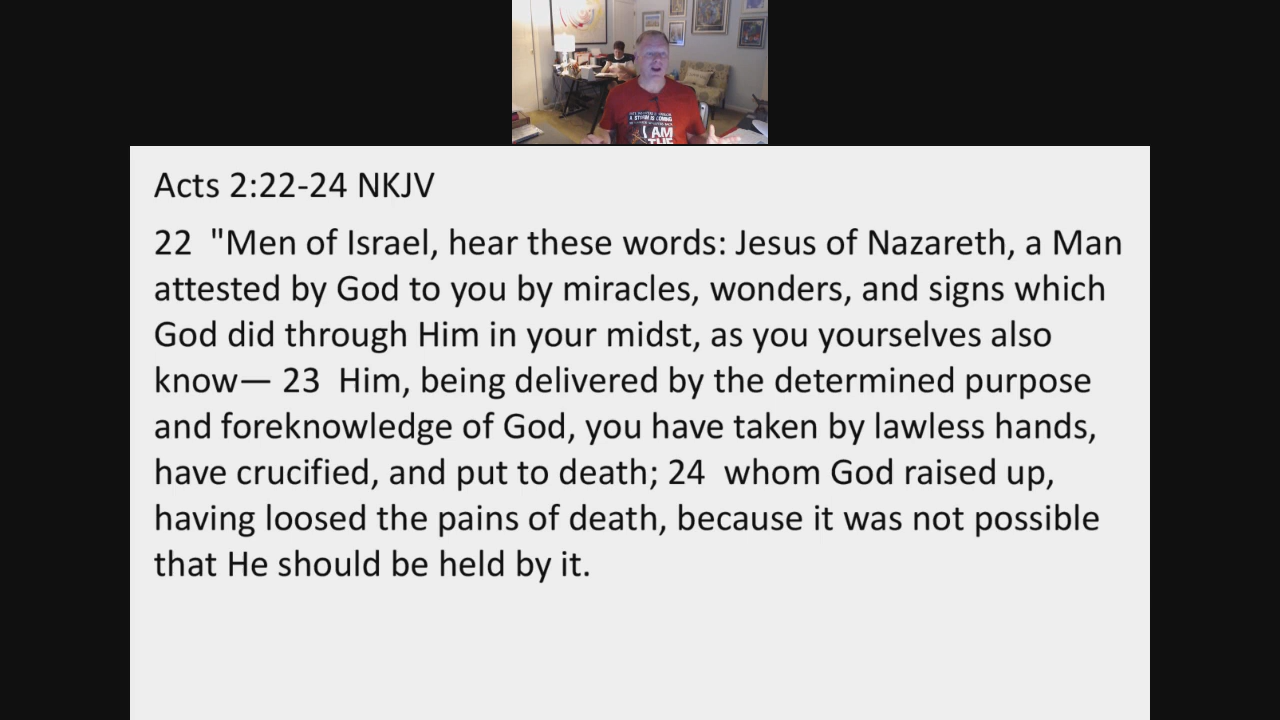 A STORM IS COMING
I AM
THE
Acts 2:22-24 NKJV
22  "Men of Israel, hear these words: Jesus of Nazareth, a Man
attested by God to you by miracles, wonders, and signs which
God did through Him in your midst, as you yourselves also
know— 23  Him, being delivered by the determined purpose
and foreknowledge of God, you have taken by lawless hands,
have crucified, and put to death; 24  whom God raised up,
having loosed the pains of death, because it was not possible
that He should be held by it.